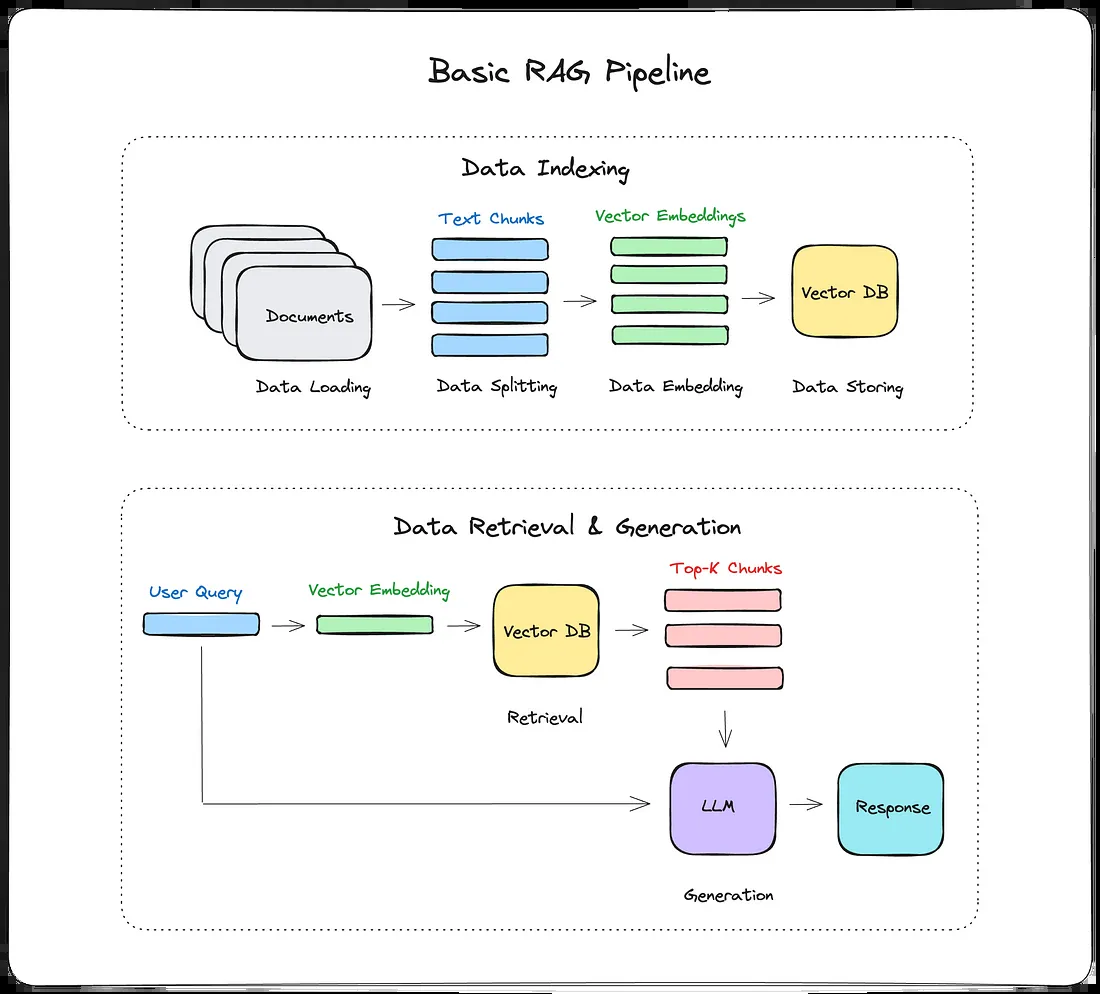 Basic RAG Pipeline
Data Indexing
Text Chunks
Vector Embeddings
Documents
Vector DB
Data Loading
Data Splitting
Data Embedding
Data Storing
Data Retrieval & Generation
User Query
Vector Embedding
Top-K Chunks
Vector DB
Retrieval
LLM
Response
Generation